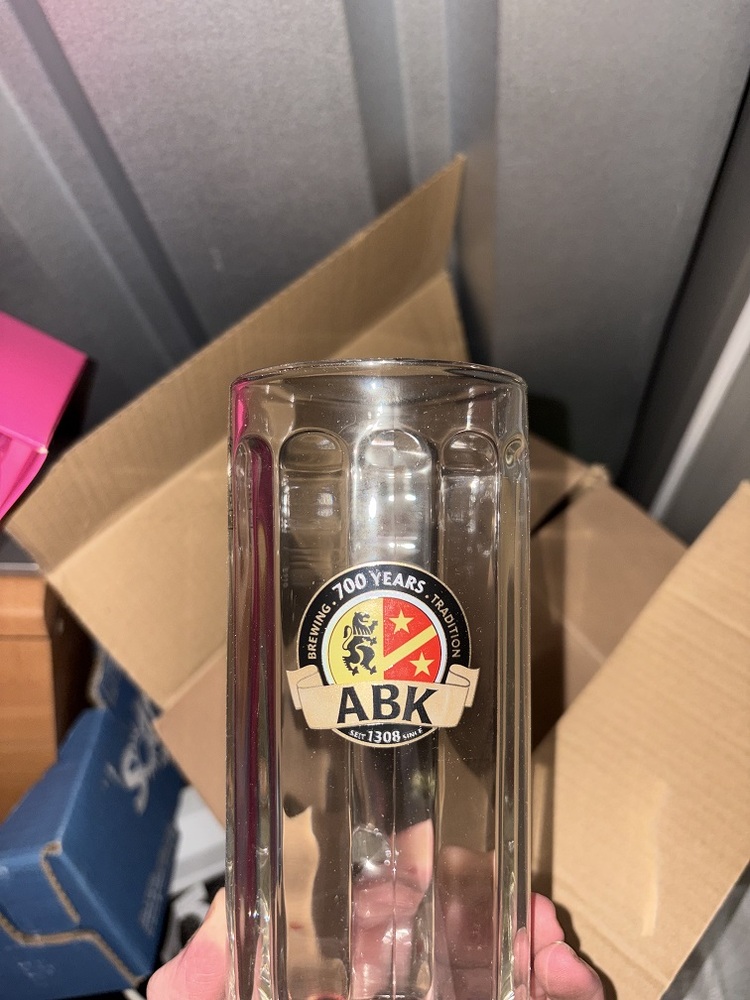 BREWING . 700 YEARS . TRADITION
ABK
SEIT 1308 SINCE